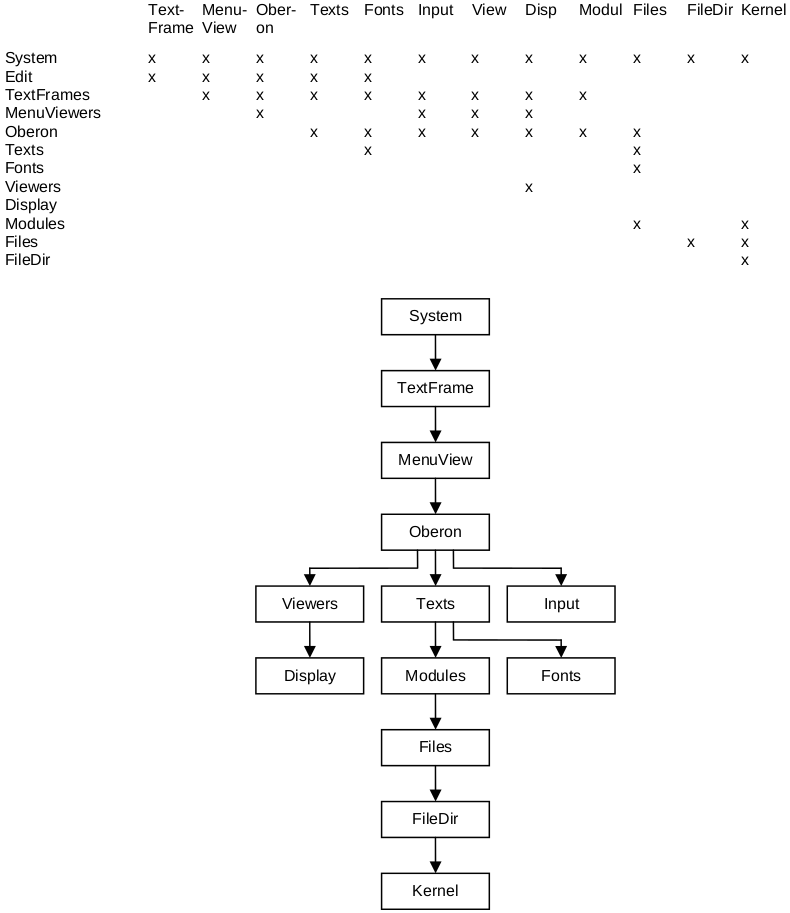 Text- Menu- Ober- Texts Fonts Input View Disp Modul Files FileDir Kernel
Frame View on
System x x x x x x x x x x x x
Edit x x x x x
TextFrames x x x x x x x x
MenuViewers x x x x
Oberon x x x x x x x
Texts x x
Fonts x
Viewers x
Display
Modules x x
Files x x
FileDir x
System
TextFrame
MenuView
Oberon
Viewers Texts Input
Display Modules Fonts
Files
FileDir
Kernel